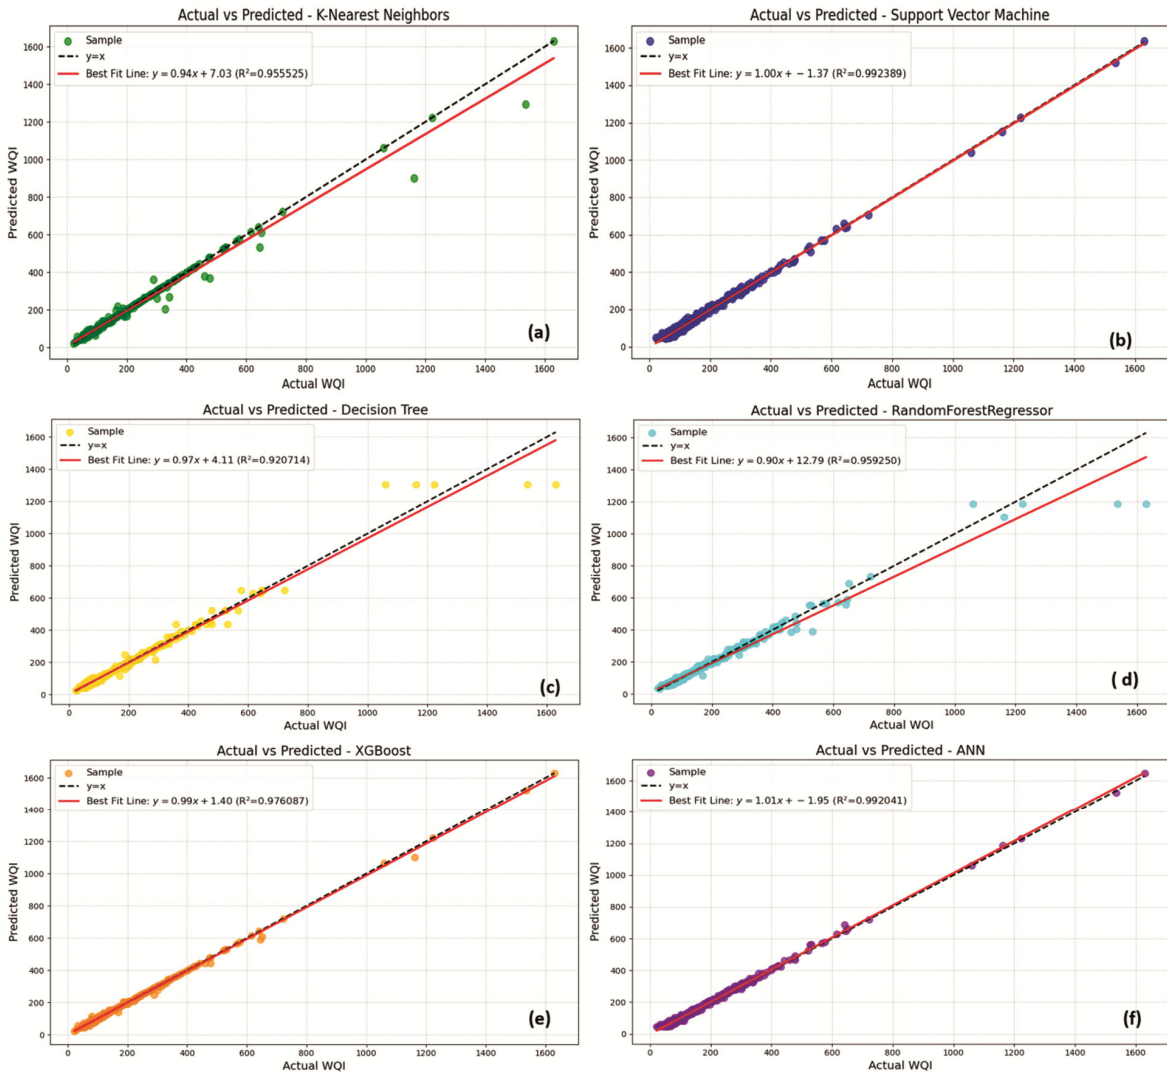 Actual vs Predicted - K-Nearest Neighbors
Sample
y=x
Best Fit Line: y = 0.94x + 7.03 (R²=0.955525)
1600
1400
1200
1000
800
600
400
200
0
Predicted WQI
0 200 400 600 800 1000 1200 1400 1600
Actual WQI
(a)
Actual vs Predicted - Support Vector Machine
Sample
y=x
Best Fit Line: y = 1.00x + − 1.37 (R²=0.992389)
1600
1400
1200
1000
800
600
400
200
0
Predicted WQI
0 200 400 600 800 1000 1200 1400 1600
Actual WQI
(b)
Actual vs Predicted - Decision Tree
Sample
y=x
Best Fit Line: y = 0.97x + 4.11 (R²=0.920714)
1600
1400
1200
1000
800
600
400
200
0
Predicted WQI
0 200 400 600 800 1000 1200 1400 1600
Actual WQI
(c)
Actual vs Predicted - RandomForestRegressor
Sample
y=x
Best Fit Line: y = 0.90x + 12.79 (R²=0.959250)
1600
1400
1200
1000
800
600
400
200
0
Predicted WQI
0 200 400 600 800 1000 1200 1400 1600
Actual WQI
( d)
Actual vs Predicted - XGBoost
Sample
y=x
Best Fit Line: y = 0.99x + 1.40 (R²=0.976087)
1600
1400
1200
1000
800
600
400
200
0
Predicted WQI
0 200 400 600 800 1000 1200 1400 1600
Actual WQI
(e)
Actual vs Predicted - ANN
Sample
y=x
Best Fit Line: y = 1.01x + − 1.95 (R²=0.992041)
1600
1400
1200
1000
800
600
400
200
0
Predicted WQI
0 200 400 600 800 1000 1200 1400 1600
Actual WQI
(f)